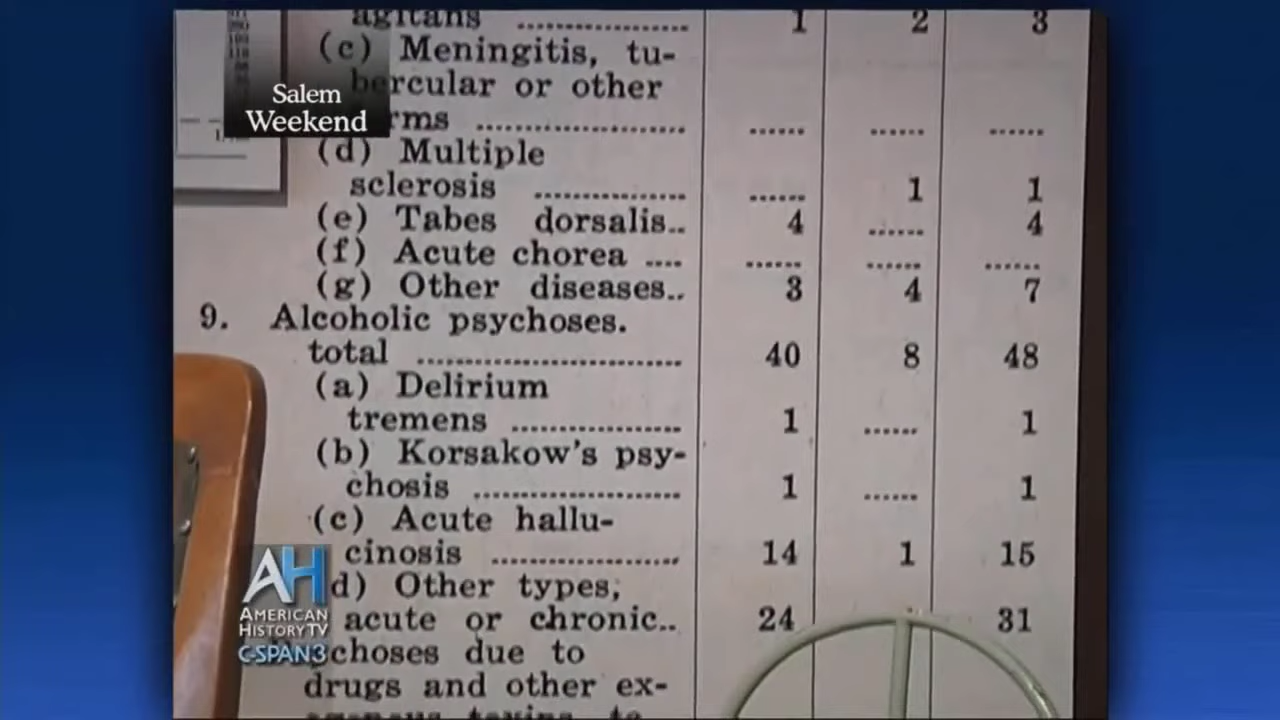 agitans .................. 1 2 3
(c) Meningitis, tu-
bercular or other
rms ...................... ...... ...... ......
(d) Multiple
sclerosis ................ ...... 1 1
(e) Tabes dorsalis.. 4 ...... 4
(f) Acute chorea .... ...... ...... ......
(g) Other diseases.. 3 4 7
9. Alcoholic psychoses.
total ............................ 40 8 48
(a) Delirium
tremens .................. 1 ...... 1
(b) Korsakow's psy-
chosis ...................... 1 ...... 1
(c) Acute hallu-
cinosis .................... 14 1 15
d) Other types,
acute or chronic.. 24 31
choses due to
drugs and other ex-
Salem
Weekend
AH
AMERICAN
HISTORY TV
C-SPAN3